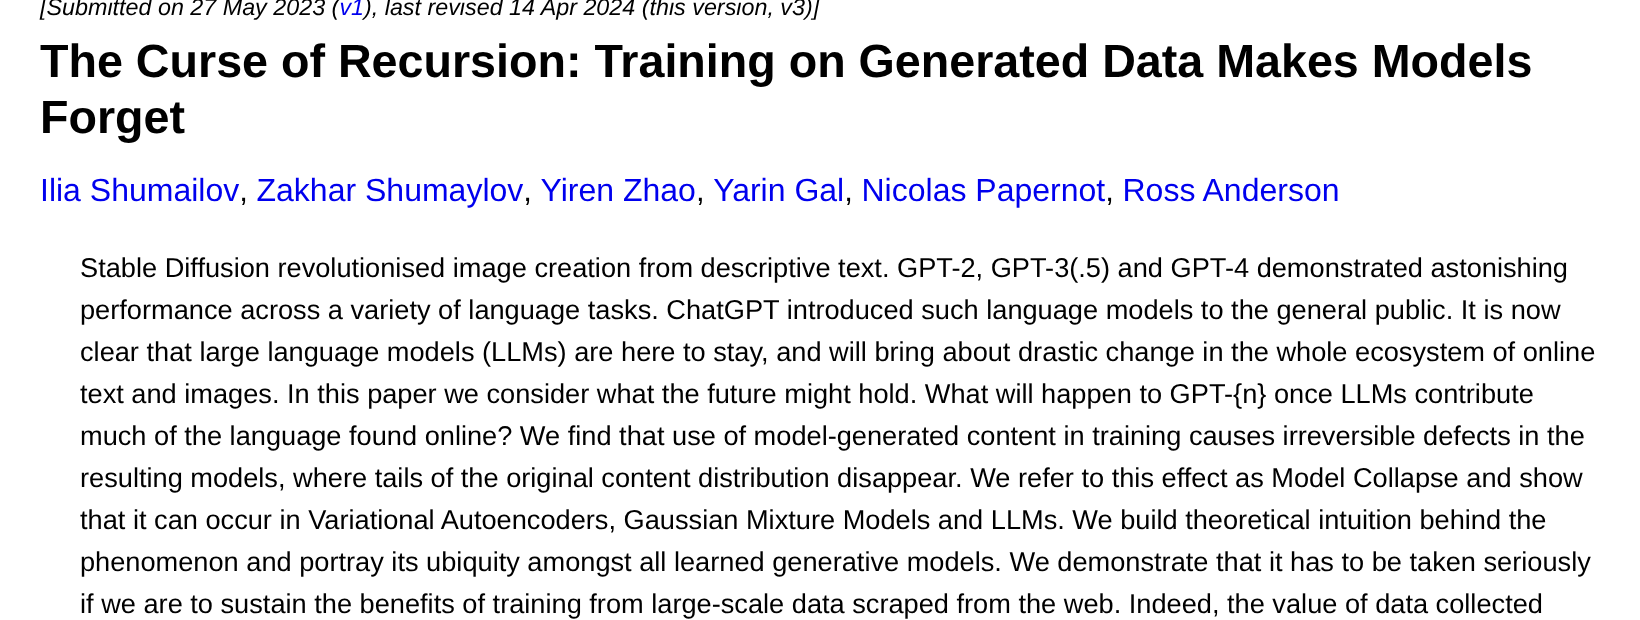 [Submitted on 27 May 2023 (v1), last revised 14 Apr 2024 (this version, v3)]
The Curse of Recursion: Training on Generated Data Makes Models
Forget
Ilia Shumailov, Zakhar Shumaylov, Yiren Zhao, Yarin Gal, Nicolas Papernot, Ross Anderson
Stable Diffusion revolutionised image creation from descriptive text. GPT-2, GPT-3(.5) and GPT-4 demonstrated astonishing
performance across a variety of language tasks. ChatGPT introduced such language models to the general public. It is now
clear that large language models (LLMs) are here to stay, and will bring about drastic change in the whole ecosystem of online
text and images. In this paper we consider what the future might hold. What will happen to GPT-{n} once LLMs contribute
much of the language found online? We find that use of model-generated content in training causes irreversible defects in the
resulting models, where tails of the original content distribution disappear. We refer to this effect as Model Collapse and show
that it can occur in Variational Autoencoders, Gaussian Mixture Models and LLMs. We build theoretical intuition behind the
phenomenon and portray its ubiquity amongst all learned generative models. We demonstrate that it has to be taken seriously
if we are to sustain the benefits of training from large-scale data scraped from the web. Indeed, the value of data collected